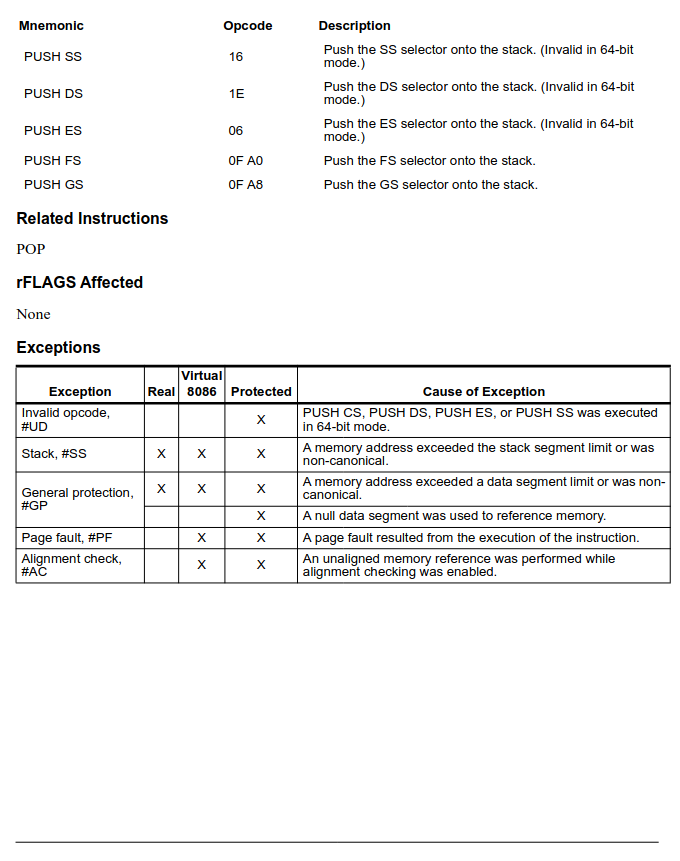 Mnemonic Opcode Description
PUSH SS 16 Push the SS selector onto the stack. (Invalid in 64-bit
mode.)
PUSH DS 1E Push the DS selector onto the stack. (Invalid in 64-bit
mode.)
PUSH ES 06 Push the ES selector onto the stack. (Invalid in 64-bit
mode.)
PUSH FS 0F A0 Push the FS selector onto the stack.
PUSH GS 0F A8 Push the GS selector onto the stack.
Related Instructions
POP
rFLAGS Affected
None
Exceptions
Exception Real Virtual
8086 Protected Cause of Exception
Invalid opcode,
#UD X PUSH CS, PUSH DS, PUSH ES, or PUSH SS was executed
in 64-bit mode.
Stack, #SS X X X A memory address exceeded the stack segment limit or was
non-canonical.
General protection,
#GP X X X A memory address exceeded a data segment limit or was non-
canonical.
X A null data segment was used to reference memory.
Page fault, #PF X X A page fault resulted from the execution of the instruction.
Alignment check,
#AC X X An unaligned memory reference was performed while
alignment checking was enabled.